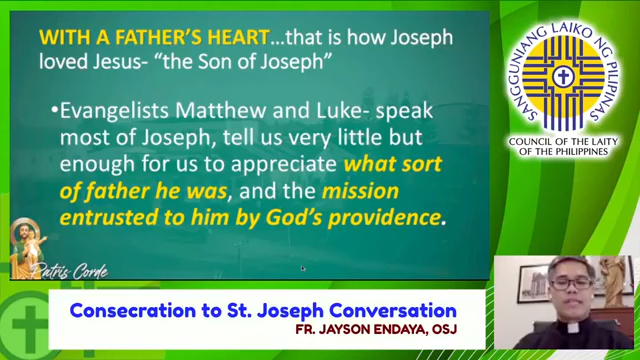 WITH A FATHER'S HEART…that is how Joseph
loved Jesus- "the Son of Joseph"
•Evangelists Matthew and Luke- speak
most of Joseph, tell us very little but
enough for us to appreciate what sort
of father he was, and the mission
entrusted to him by God's providence.
Patris Corde
SANGGUNIANG LAIKO NG PILIPINAS
COUNCIL OF THE LAITY
OF THE PHILIPPINES
Consecration to St. Joseph Conversation
FR. JAYSON ENDAYA, OSJ